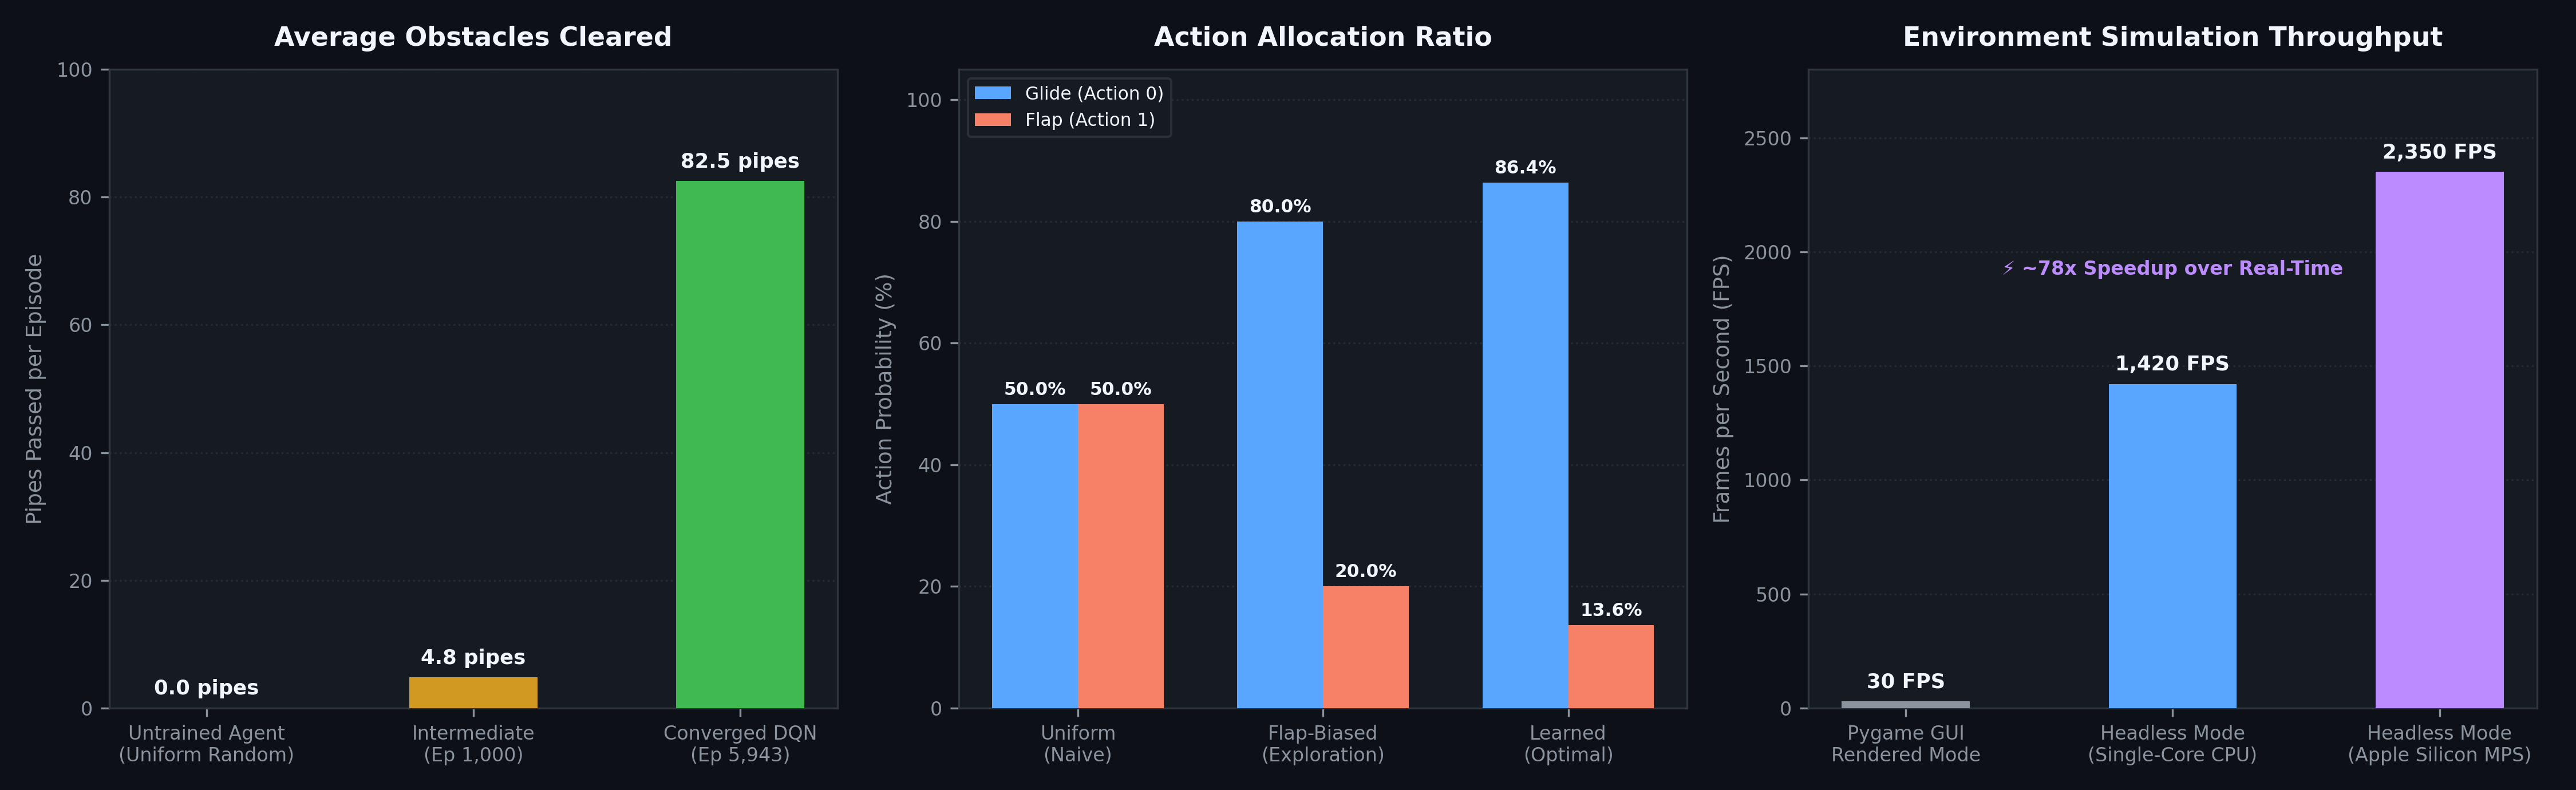 Average Obstacles Cleared
Pipes Passed per Episode
100
80
60
40
20
0
0.0 pipes
4.8 pipes
82.5 pipes
Untrained Agent
(Uniform Random)
Intermediate
(Ep 1,000)
Converged DQN
(Ep 5,943)
Action Allocation Ratio
Glide (Action 0)
Flap (Action 1)
Action Probability (%)
100
80
60
40
20
0
50.0% 50.0%
80.0%
20.0%
86.4%
13.6%
Uniform
(Naive)
Flap-Biased
(Exploration)
Learned
(Optimal)
Environment Simulation Throughput
Frames per Second (FPS)
2500
2000
1500
1000
500
0
30 FPS
1,420 FPS
2,350 FPS
⚡ ~78x Speedup over Real-Time
Pygame GUI
Rendered Mode
Headless Mode
(Single-Core CPU)
Headless Mode
(Apple Silicon MPS)